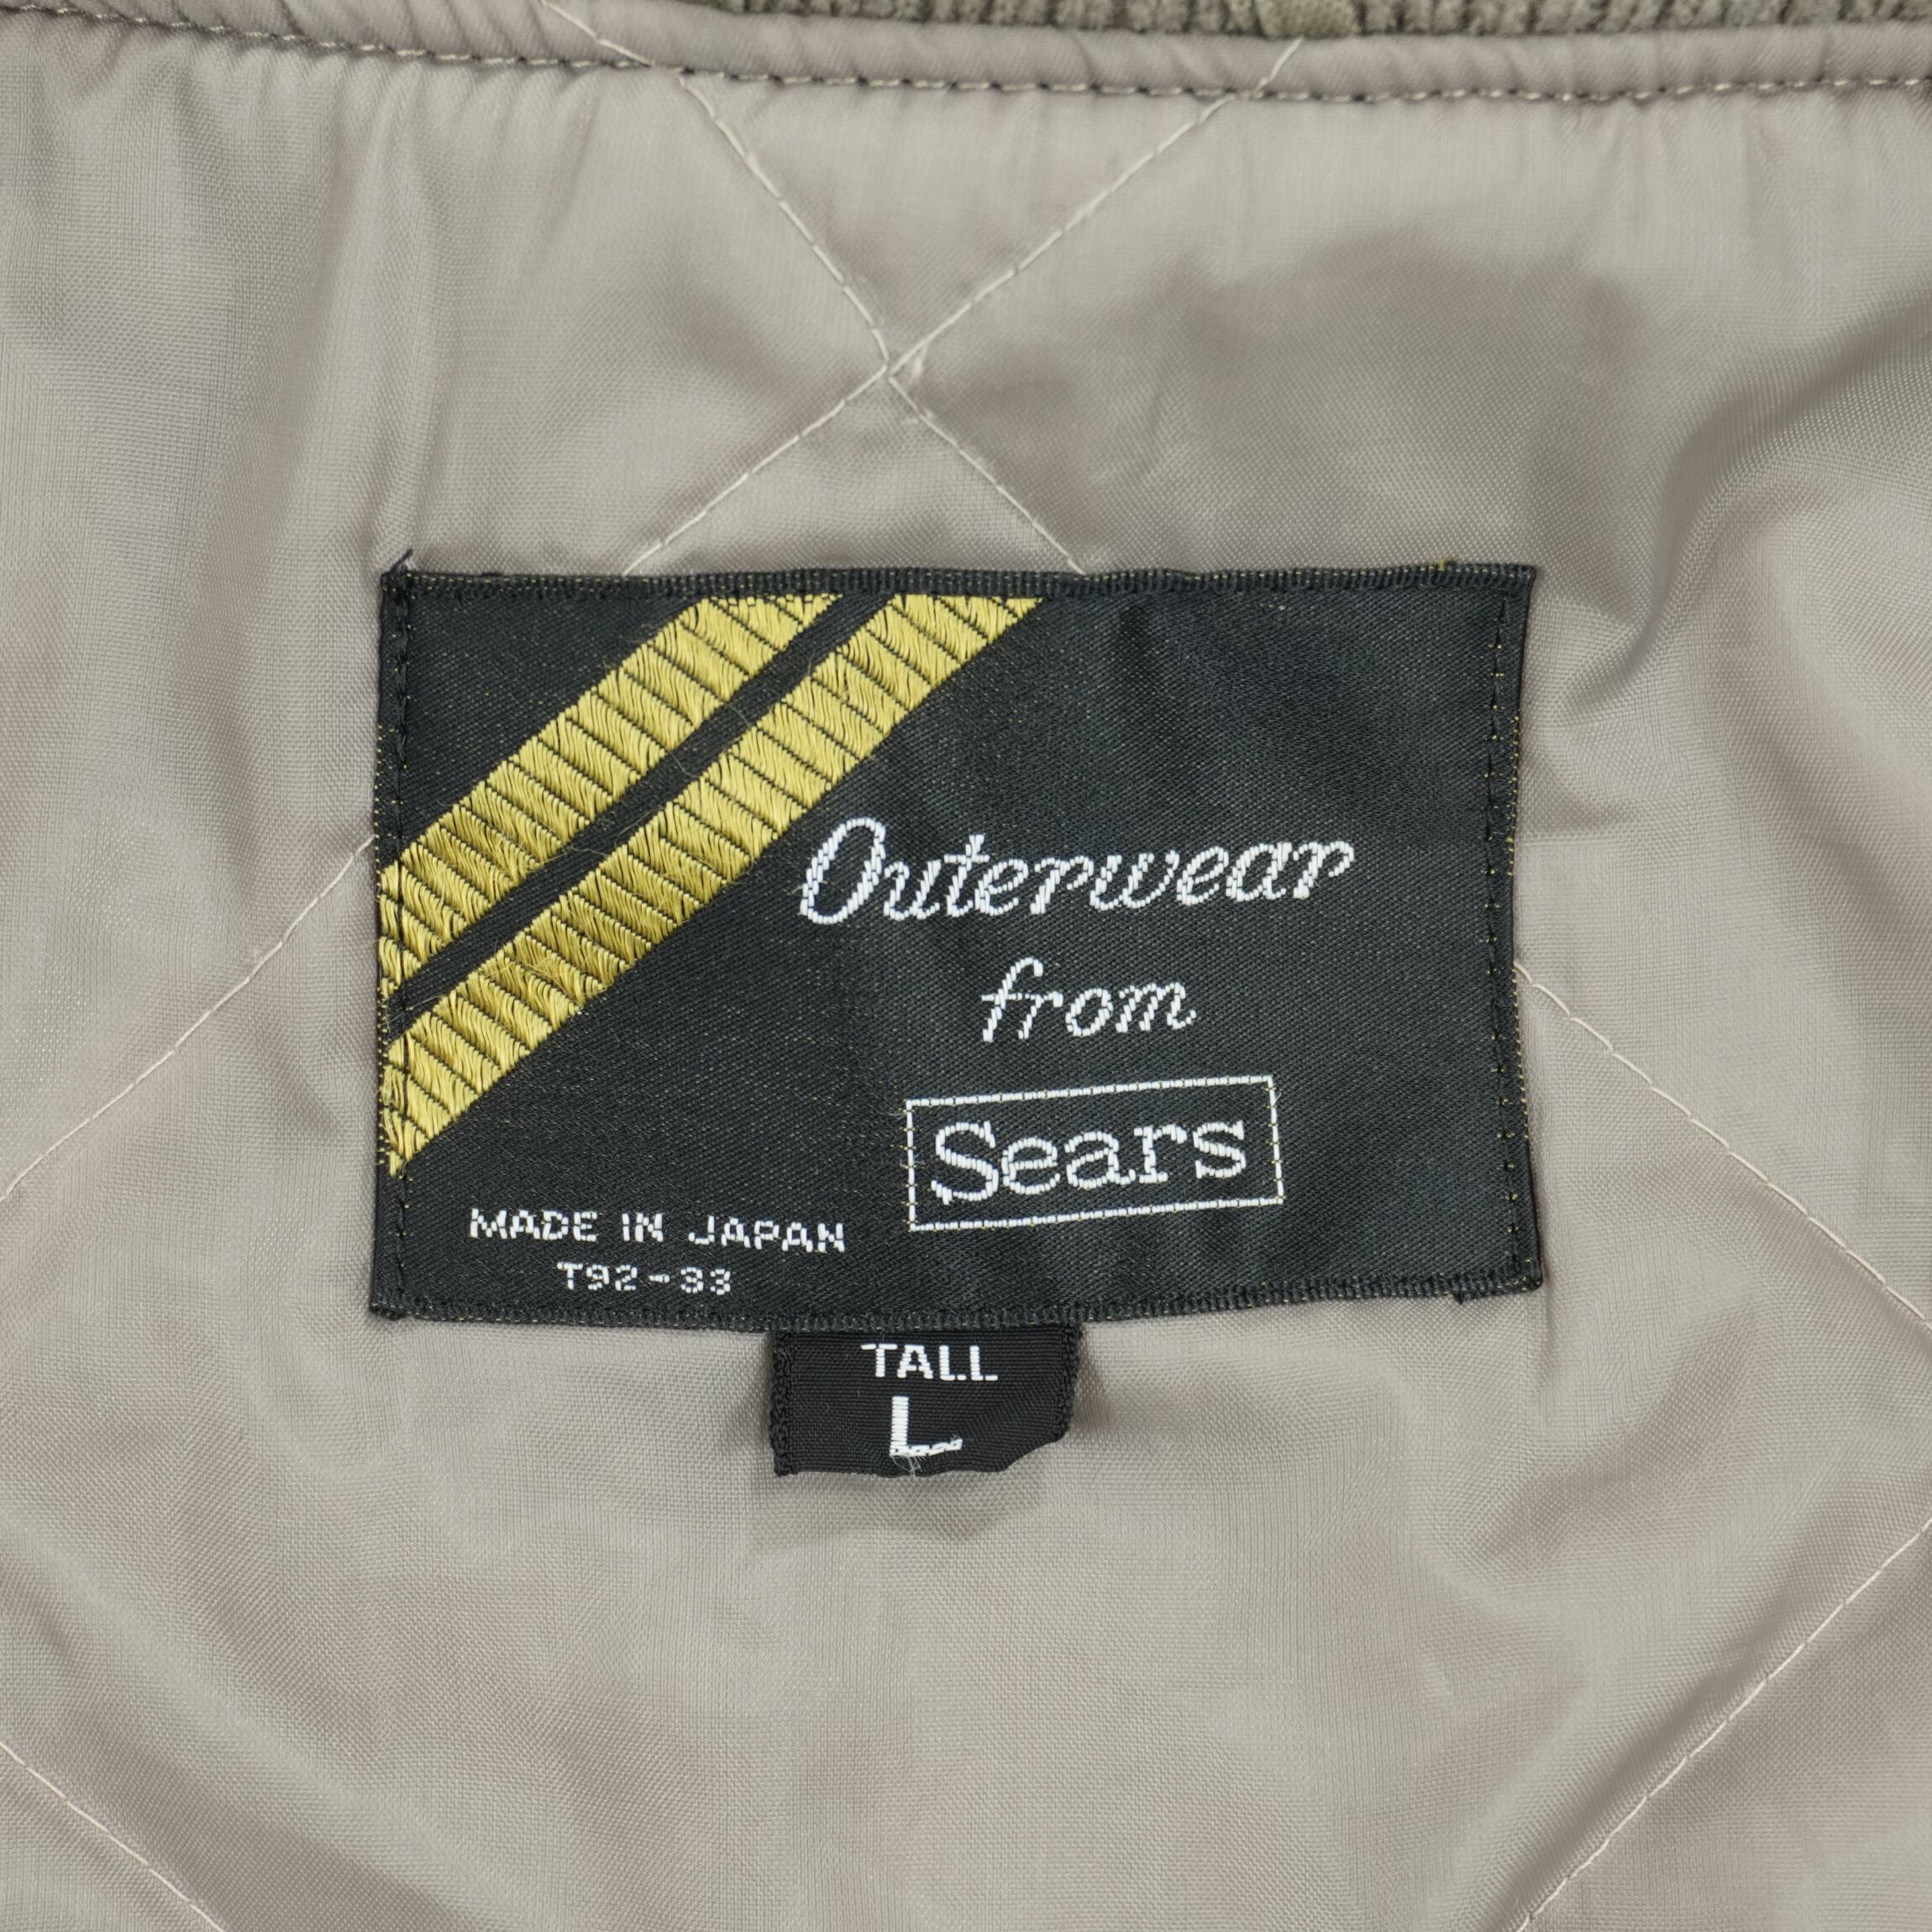 Outerwear
from
Sears
MADE IN JAPAN
T92-33
TALL
L